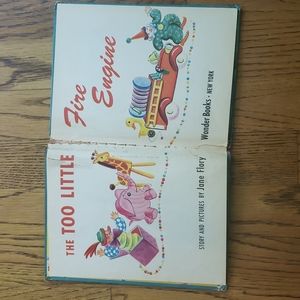 THE TOO LITTLE
Fire Engine
STORY AND PICTURES BY Jane Flory
Wonder Books • NEW YORK